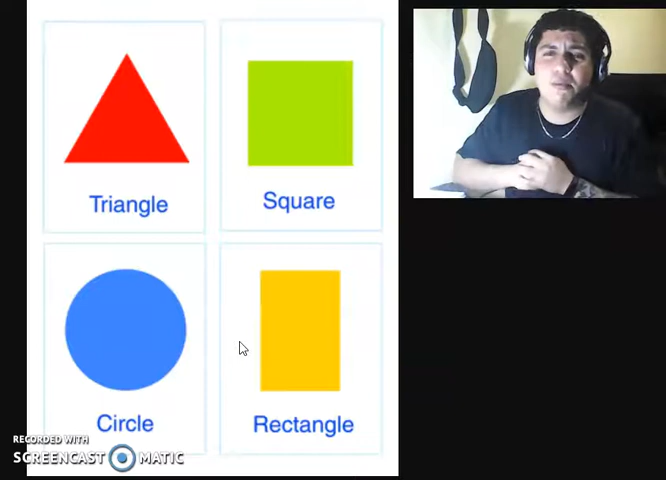 Triangle
Square
Circle
Rectangle
RECORDED WITH
SCREENCAST MATIC